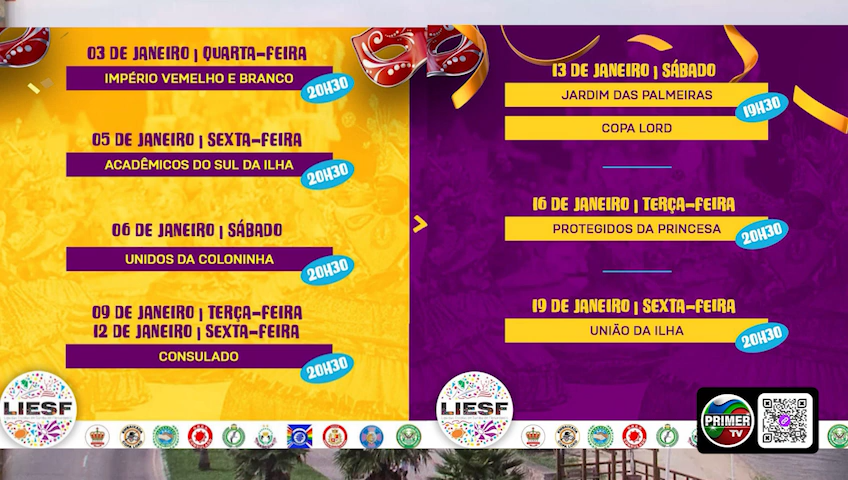 03 DE JANEIRO | QUARTA-FEIRA
IMPÉRIO VEMELHO E BRANCO
20H30
05 DE JANEIRO | SEXTA-FEIRA
ACADÊMICOS DO SUL DA ILHA
20H30
06 DE JANEIRO | SÁBADO
UNIDOS DA COLONINHA
20H30
09 DE JANEIRO | TERÇA-FEIRA
12 DE JANEIRO | SEXTA-FEIRA
CONSULADO
20H30
LIESF
>
13 DE JANEIRO | SÁBADO
JARDIM DAS PALMEIRAS
19H30
COPA LORD
16 DE JANEIRO | TERÇA-FEIRA
PROTEGIDOS DA PRINCESA
20H30
19 DE JANEIRO | SEXTA-FEIRA
UNIÃO DA ILHA
20H30
LIESF
PRIMER
TV